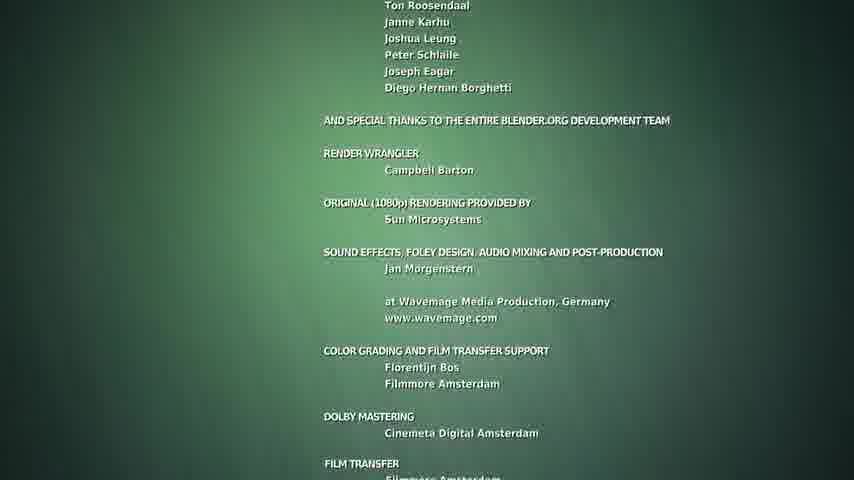 Ton Roosendaal
Janne Karhu
Joshua Leung
Peter Schlaile
Joseph Eagar
Diego Hernan Borghetti
AND SPECIAL THANKS TO THE ENTIRE BLENDER.ORG DEVELOPMENT TEAM
RENDER WRANGLER
Campbell Barton
ORIGINAL (1080p) RENDERING PROVIDED BY
Sun Microsystems
SOUND EFFECTS, FOLEY DESIGN, AUDIO MIXING AND POST-PRODUCTION
Jan Morgenstern
at Wavemage Media Production, Germany
www.wavemage.com
COLOR GRADING AND FILM TRANSFER SUPPORT
Florentijn Bos
Filmmore Amsterdam
DOLBY MASTERING
Cinemeta Digital Amsterdam
FILM TRANSFER
Filmmore Amsterdam